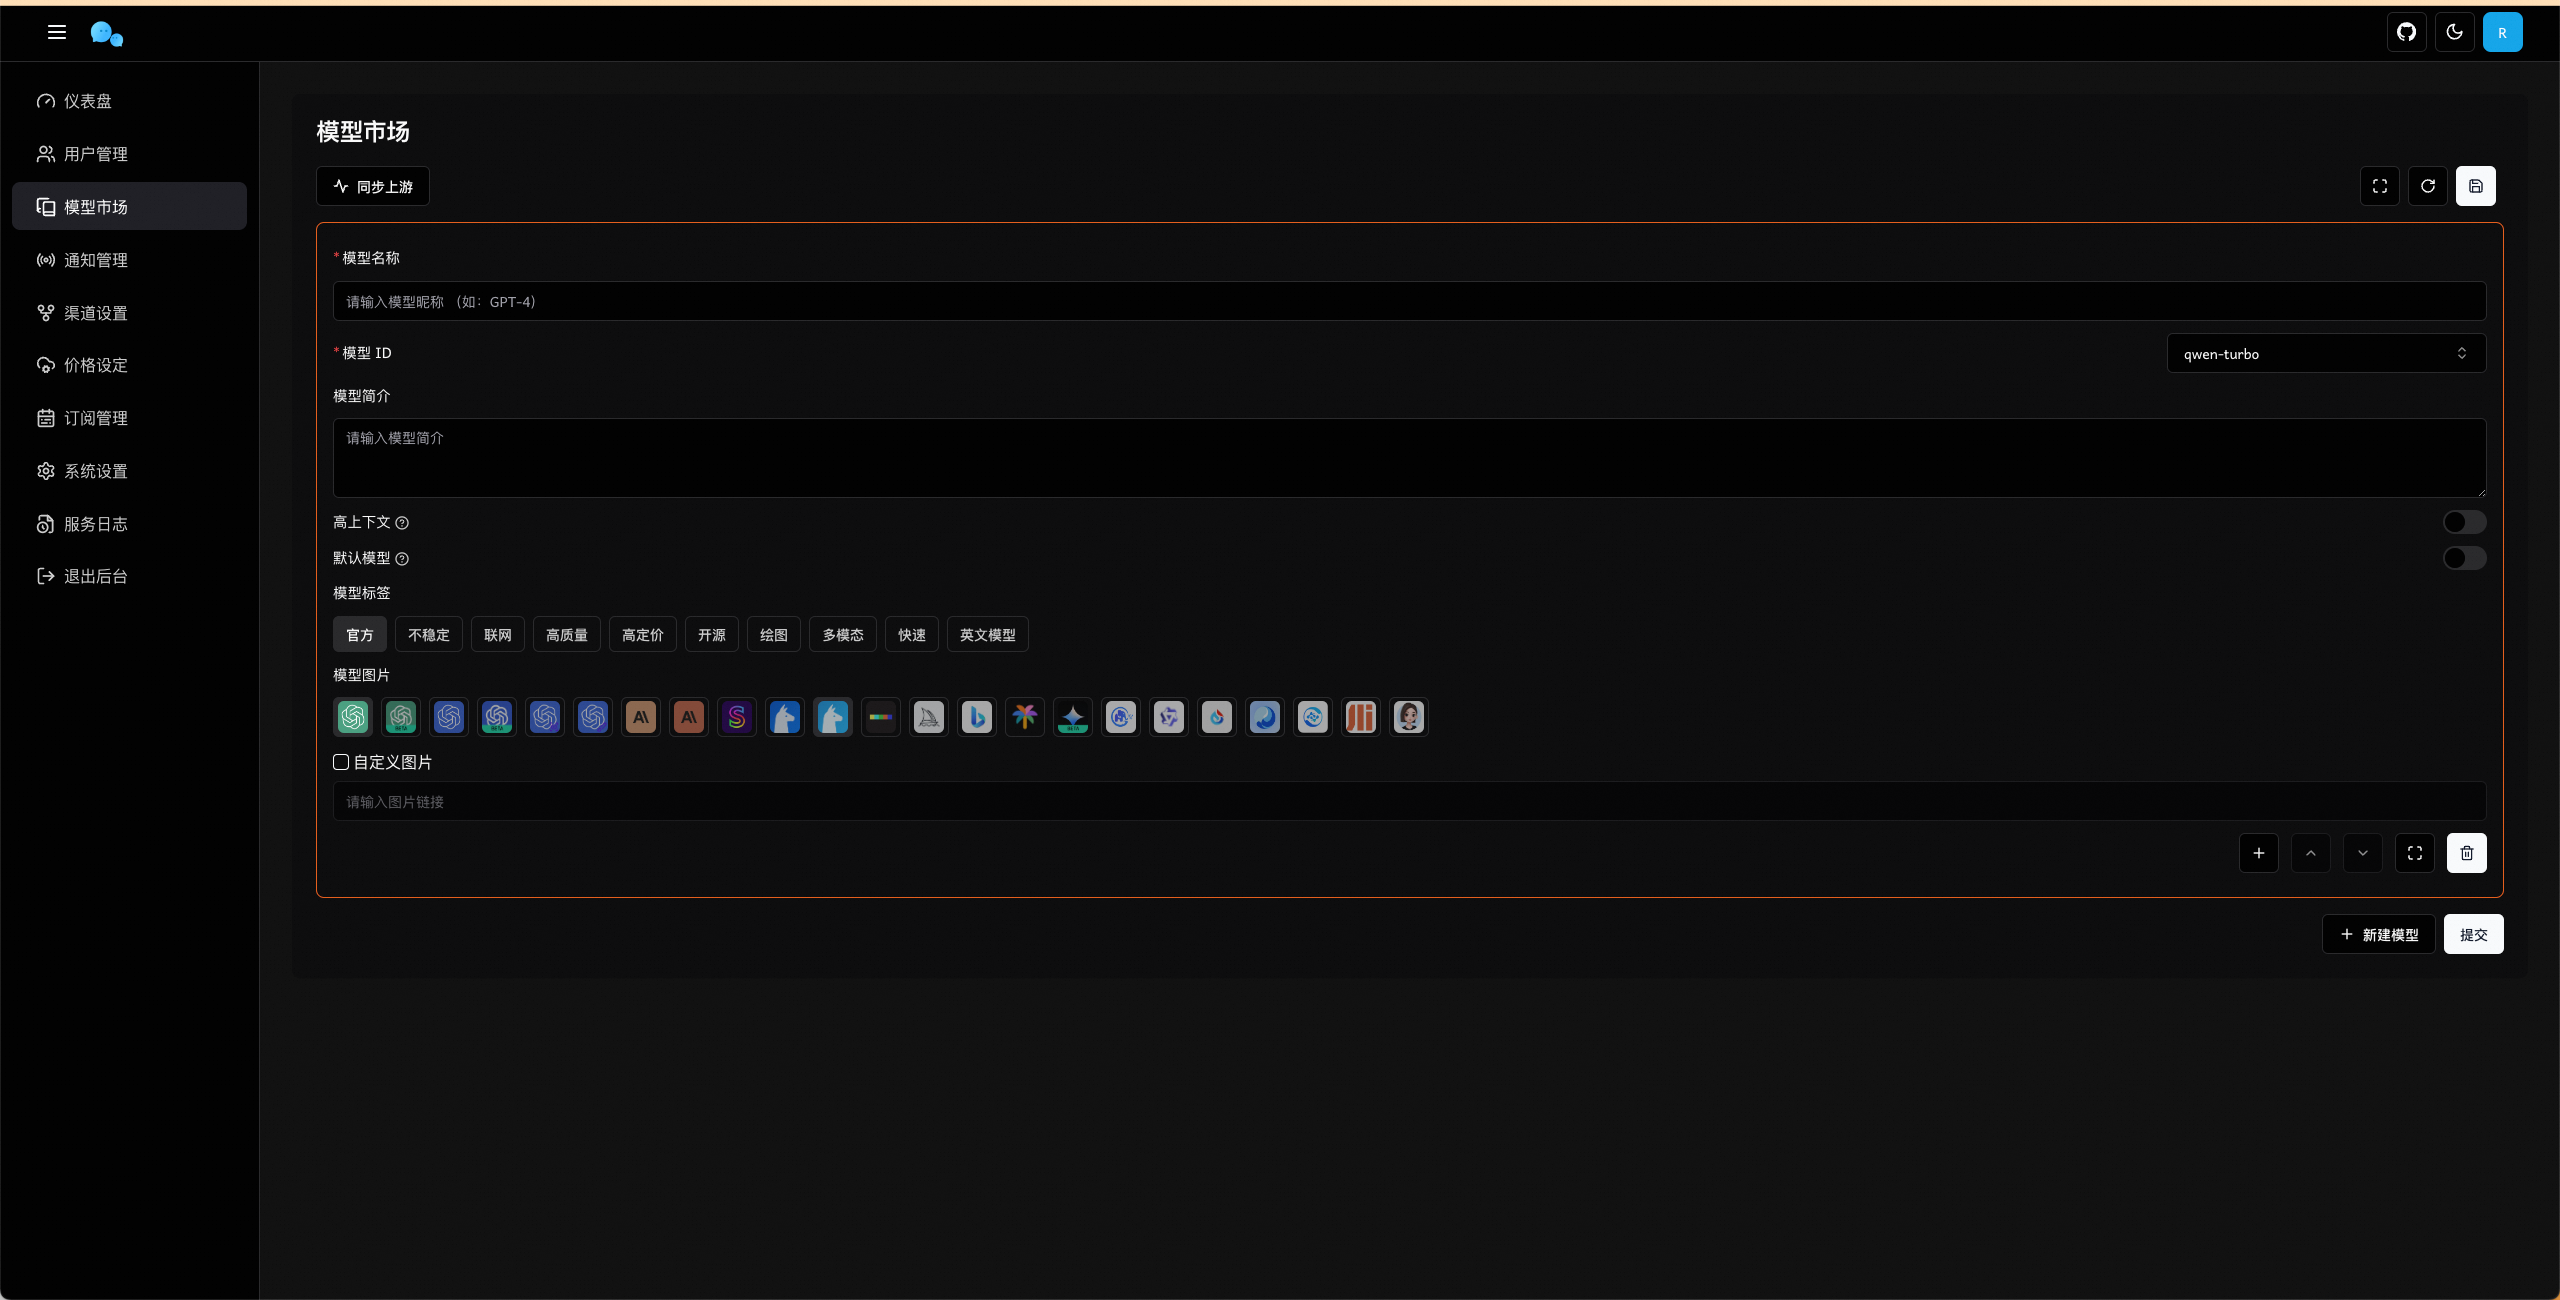 R
仪表盘
用户管理
模型市场
通知管理
渠道设置
价格设定
订阅管理
系统设置
服务日志
退出后台
模型市场
同步上游
* 模型名称
请输入模型昵称 （如：GPT-4）
* 模型 ID
qwen-turbo
模型简介
请输入模型简介
高上下文
默认模型
模型标签
官方 不稳定 联网 高质量 高定价 开源 绘图 多模态 快速 英文模型
模型图片
自定义图片
请输入图片链接
新建模型 提交